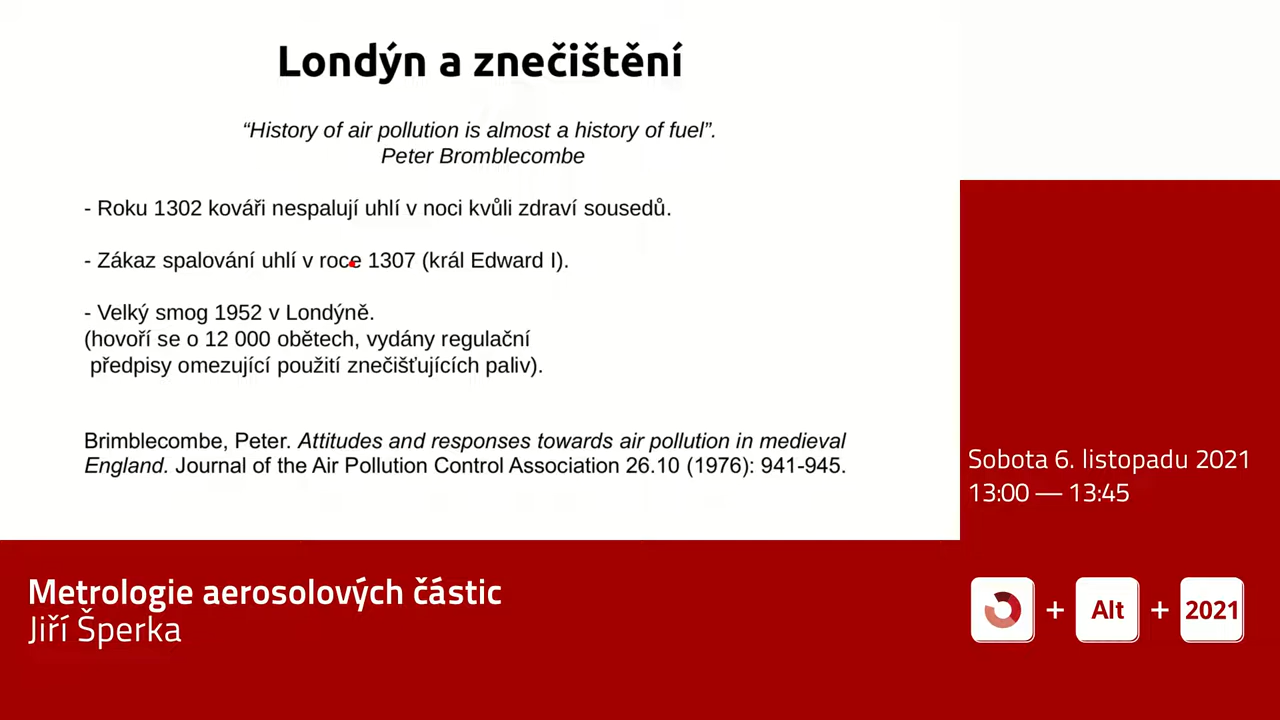 Londýn a znečištění
“History of air pollution is almost a history of fuel”.
Peter Bromblecombe
- Roku 1302 kováři nespalují uhlí v noci kvůli zdraví sousedů.
- Zákaz spalování uhlí v roce 1307 (král Edward I).
- Velký smog 1952 v Londýně.
(hovoří se o 12 000 obětech, vydány regulační
předpisy omezující použití znečišťujících paliv).
Brimblecombe, Peter. Attitudes and responses towards air pollution in medieval
England. Journal of the Air Pollution Control Association 26.10 (1976): 941-945.
Sobota 6. listopadu 2021
13:00 — 13:45
Metrologie aerosolových částic
Jiří Šperka
+ Alt + 2021